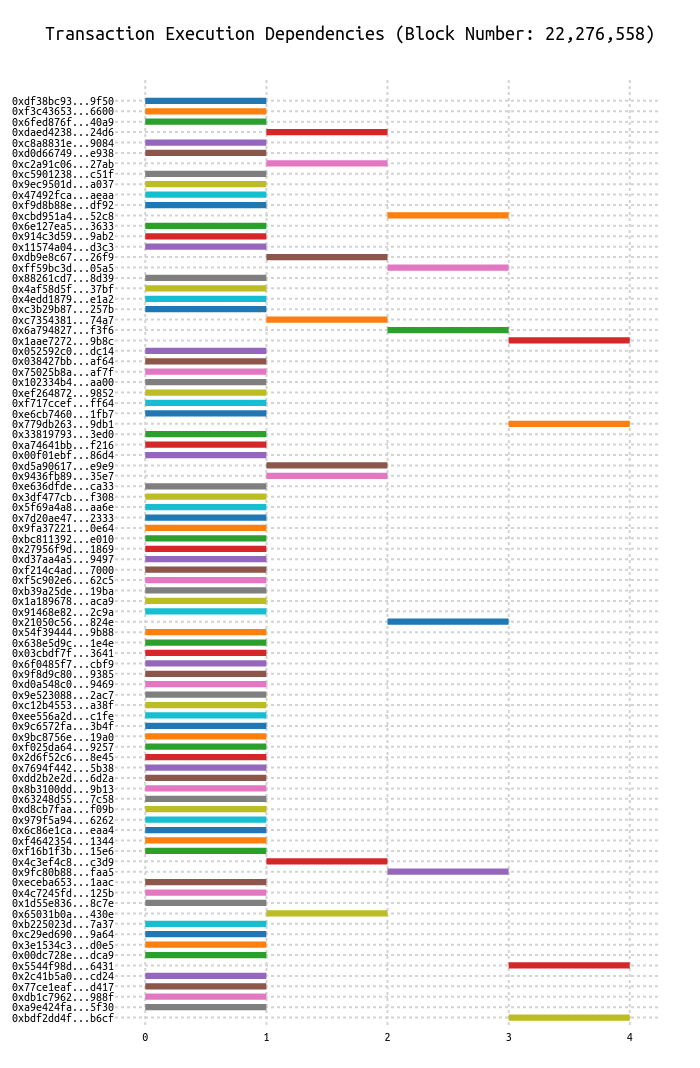 Transaction Execution Dependencies (Block Number: 22,276,558)
0xdf38bc93...9f50
0xf3c43653...6600
0x6fed876f...40a9
0xdaed4238...24d6
0xc8a8831e...9084
0xd0d66749...e938
0xc2a91c06...27ab
0xc5901238...c51f
0x9ec9501d...a037
0x47492fca...aeaa
0xf9d8b88e...df92
0xcbd951a4...52c8
0x6e127ea5...3633
0x914c3d59...9ab2
0x11574a04...d3c3
0xdb9e8c67...26f9
0xff59bc3d...05a5
0x88261cd7...8d39
0x4af58d5f...37bf
0x4edd1879...e1a2
0xc3b29b87...257b
0xc7354381...74a7
0x6a794827...f3f6
0x1aae7272...9b8c
0x052592c0...dc14
0x038427bb...af64
0x75025b8a...af7f
0x102334b4...aa00
0xef264872...9852
0xf717ccef...ff64
0xe6cb7460...1fb7
0x779db263...9db1
0x33819793...3ed0
0xa74641bb...f216
0x00f01ebf...86d4
0xd5a90617...e9e9
0x9436fb89...35e7
0xe636dfde...ca33
0x3df477cb...f308
0x5f69a4a8...aa6e
0x7d20ae47...2333
0x9fa37221...0e64
0xbc811392...e010
0x27956f9d...1869
0xd37aa4a5...9497
0xf214c4ad...7000
0xf5c902e6...62c5
0xb39a25de...19ba
0x1a189678...aca9
0x91468e82...2c9a
0x21050c56...824e
0x54f39444...9b88
0x638e5d9c...1e4e
0x03cbdf7f...3641
0x6f0485f7...cbf9
0x9f8d9c80...9385
0xd0a548c0...9469
0x9e523088...2ac7
0xc12b4553...a38f
0xee556a2d...c1fe
0x9c6572fa...3b4f
0x9bc8756e...19a0
0xf025da64...9257
0x2d6f52c6...8e45
0x7694f442...5b38
0xdd2b2e2d...6d2a
0x8b3100dd...9b13
0x63248d55...7c58
0xd8cb7faa...f09b
0x979f5a94...6262
0x6c86e1ca...eaa4
0xf4642354...1344
0xf16b1f3b...15e6
0x4c3ef4c8...c3d9
0x9fc80b88...faa5
0xeceba653...1aac
0x4c7245fd...125b
0x1d55e836...8c7e
0x65031b0a...430e
0xb225023d...7a37
0xc29ed690...9a64
0x3e1534c3...d0e5
0x00dc728e...dca9
0x5544f98d...6431
0x2c41b5a0...cd24
0x77ce1eaf...d417
0xdb1c7962...988f
0xa9e424fa...5f30
0xbdf2dd4f...b6cf
0 1 2 3 4